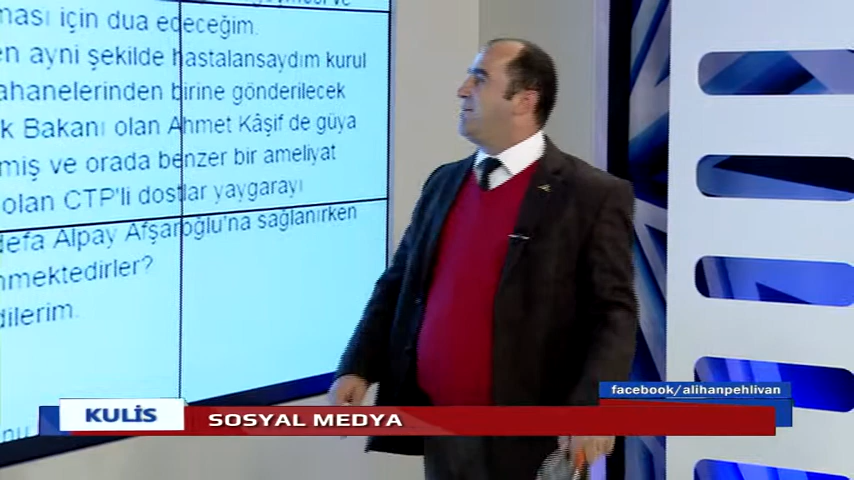 ması için dua edeceğim.
en ayni şekilde hastalansaydım kurul
ahanelerinden birine gönderilecek
k Bakanı olan Ahmet Kâşif de güya
miş ve orada benzer bir ameliyat
olan CTP'li dostlar yaygarayı
defa Alpay Afşaroğlu'na sağlanırken
nmektedirler?
dilerim.
facebook/alihanpehlivan
KULİS
SOSYAL MEDYA